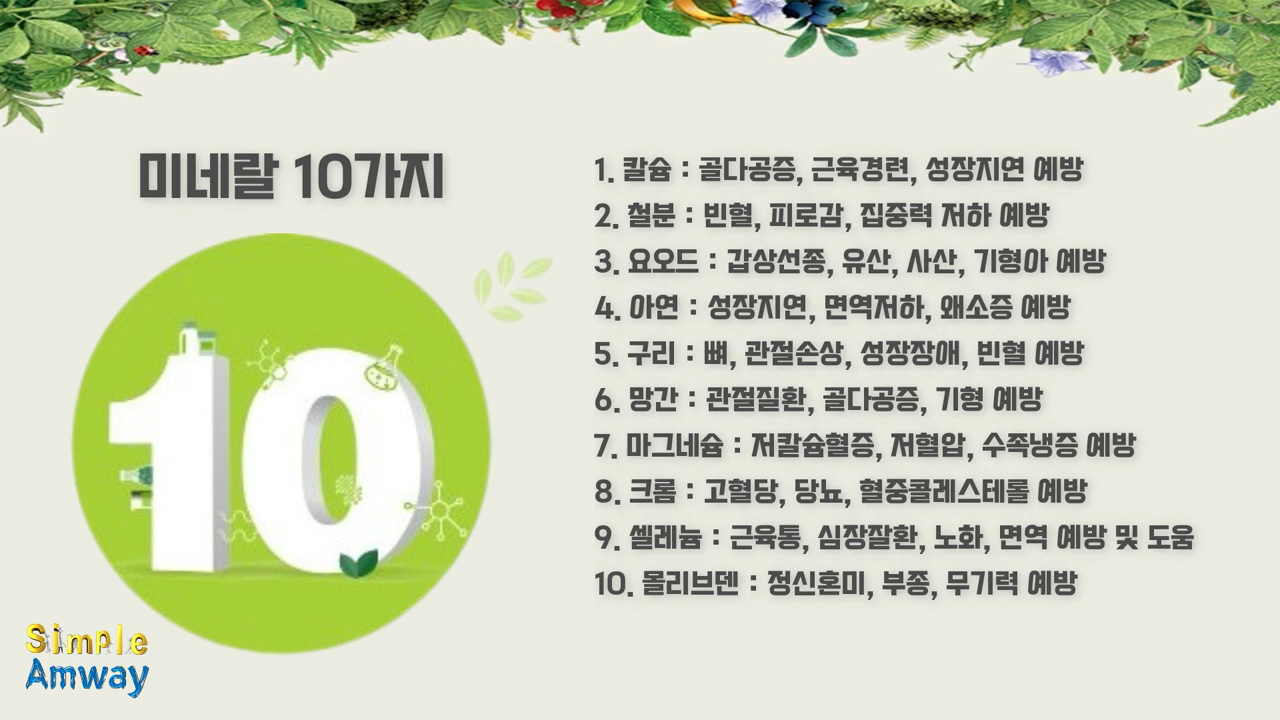 미네랄 10가지
10
1. 칼슘 : 골다공증, 근육경련, 성장지연 예방
2. 철분 : 빈혈, 피로감, 집중력 저하 예방
3. 요오드 : 갑상선종, 유산, 사산, 기형아 예방
4. 아연 : 성장지연, 면역저하, 왜소증 예방
5. 구리 : 뼈, 관절손상, 성장장애, 빈혈 예방
6. 망간 : 관절질환, 골다공증, 기형 예방
7. 마그네슘 : 저칼슘혈증, 저혈압, 수족냉증 예방
8. 크롬 : 고혈당, 당뇨, 혈중콜레스테롤 예방
9. 셀레늄 : 근육통, 심장잘환, 노화, 면역 예방 및 도움
10. 몰리브덴 : 정신혼미, 부종, 무기력 예방
Simple
Amway